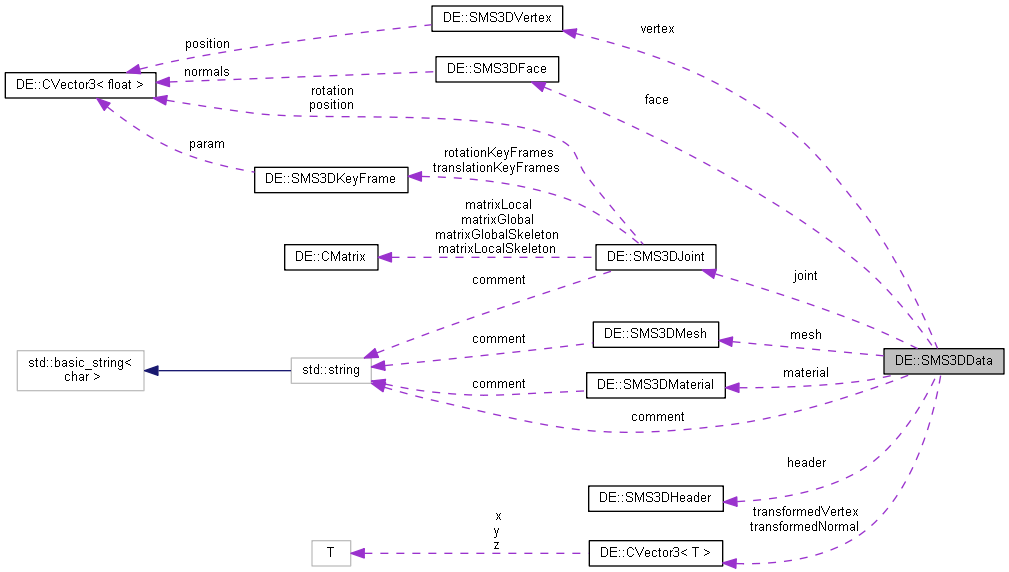 DE::SMS3DVertex
vertex
position
DE::CVector3< float >
normals
DE::SMS3DFace
face
rotation
position
param
DE::SMS3DKeyFrame
rotationKeyFrames
translationKeyFrames
matrixLocal
matrixGlobal
matrixGlobalSkeleton
matrixLocalSkeleton
DE::CMatrix
DE::SMS3DJoint
joint
comment
DE::SMS3DMesh
mesh
comment
std::basic_string<
char >
std::string
DE::SMS3DData
comment
DE::SMS3DMaterial
material
comment
header
DE::SMS3DHeader
transformedVertex
transformedNormal
x
y
z
T
DE::CVector3< T >